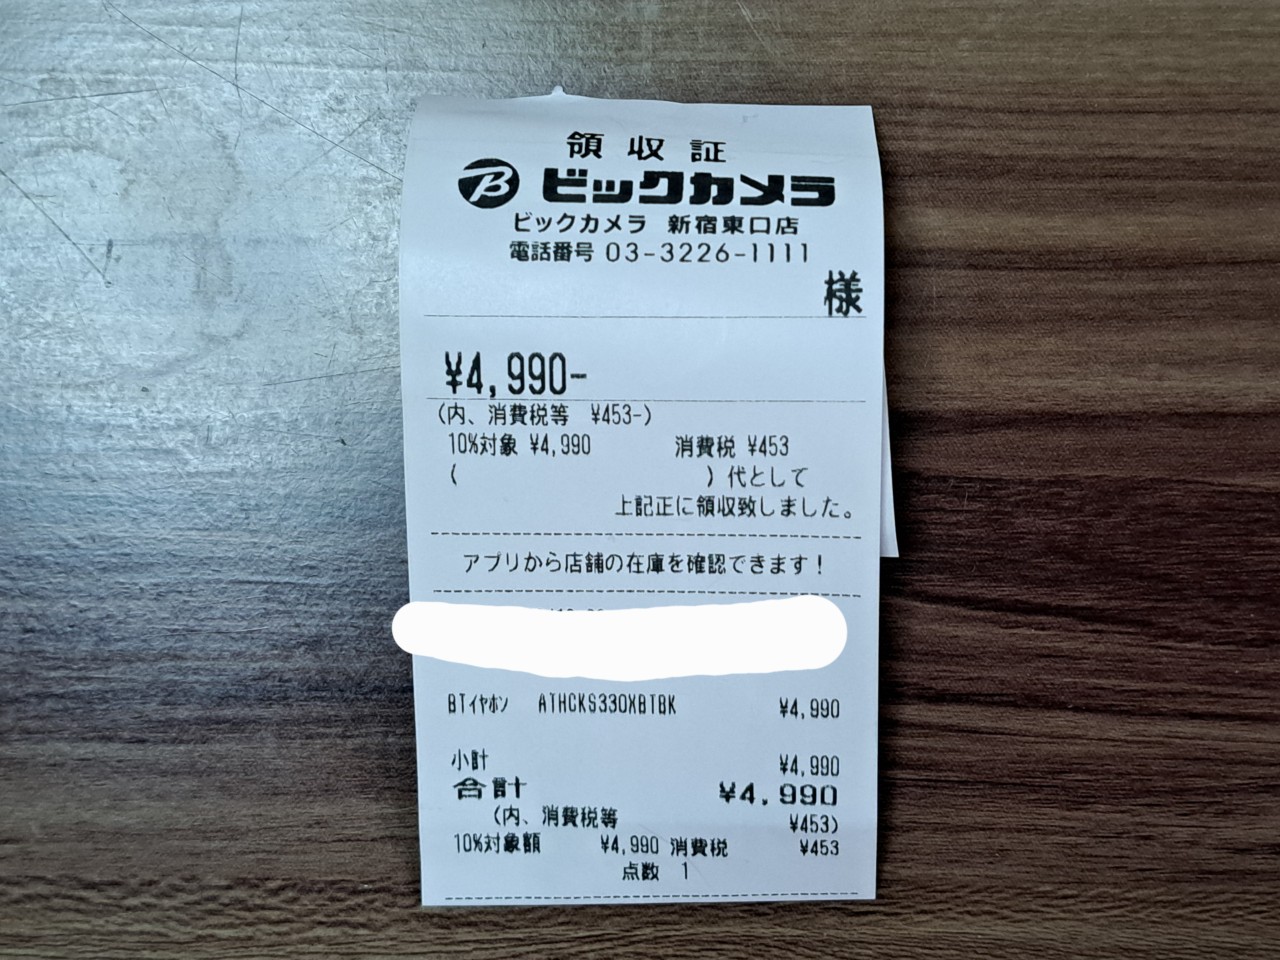 領収証
B ビックカメラ
ビックカメラ 新宿東口店
電話番号 03-3226-1111
様
¥4,990-
(内、消費税等 ¥453-)
10%対象 ¥4,990 消費税 ¥453
( )代として
上記正に領収致しました。
アプリから店舗の在庫を確認できます!
BTイヤホン ATHCKS330XBTBK ¥4,990
小計 ¥4,990
合計 ¥4,990
(内、消費税等 ¥453)
10%対象額 ¥4,990 消費税 ¥453
点数 1